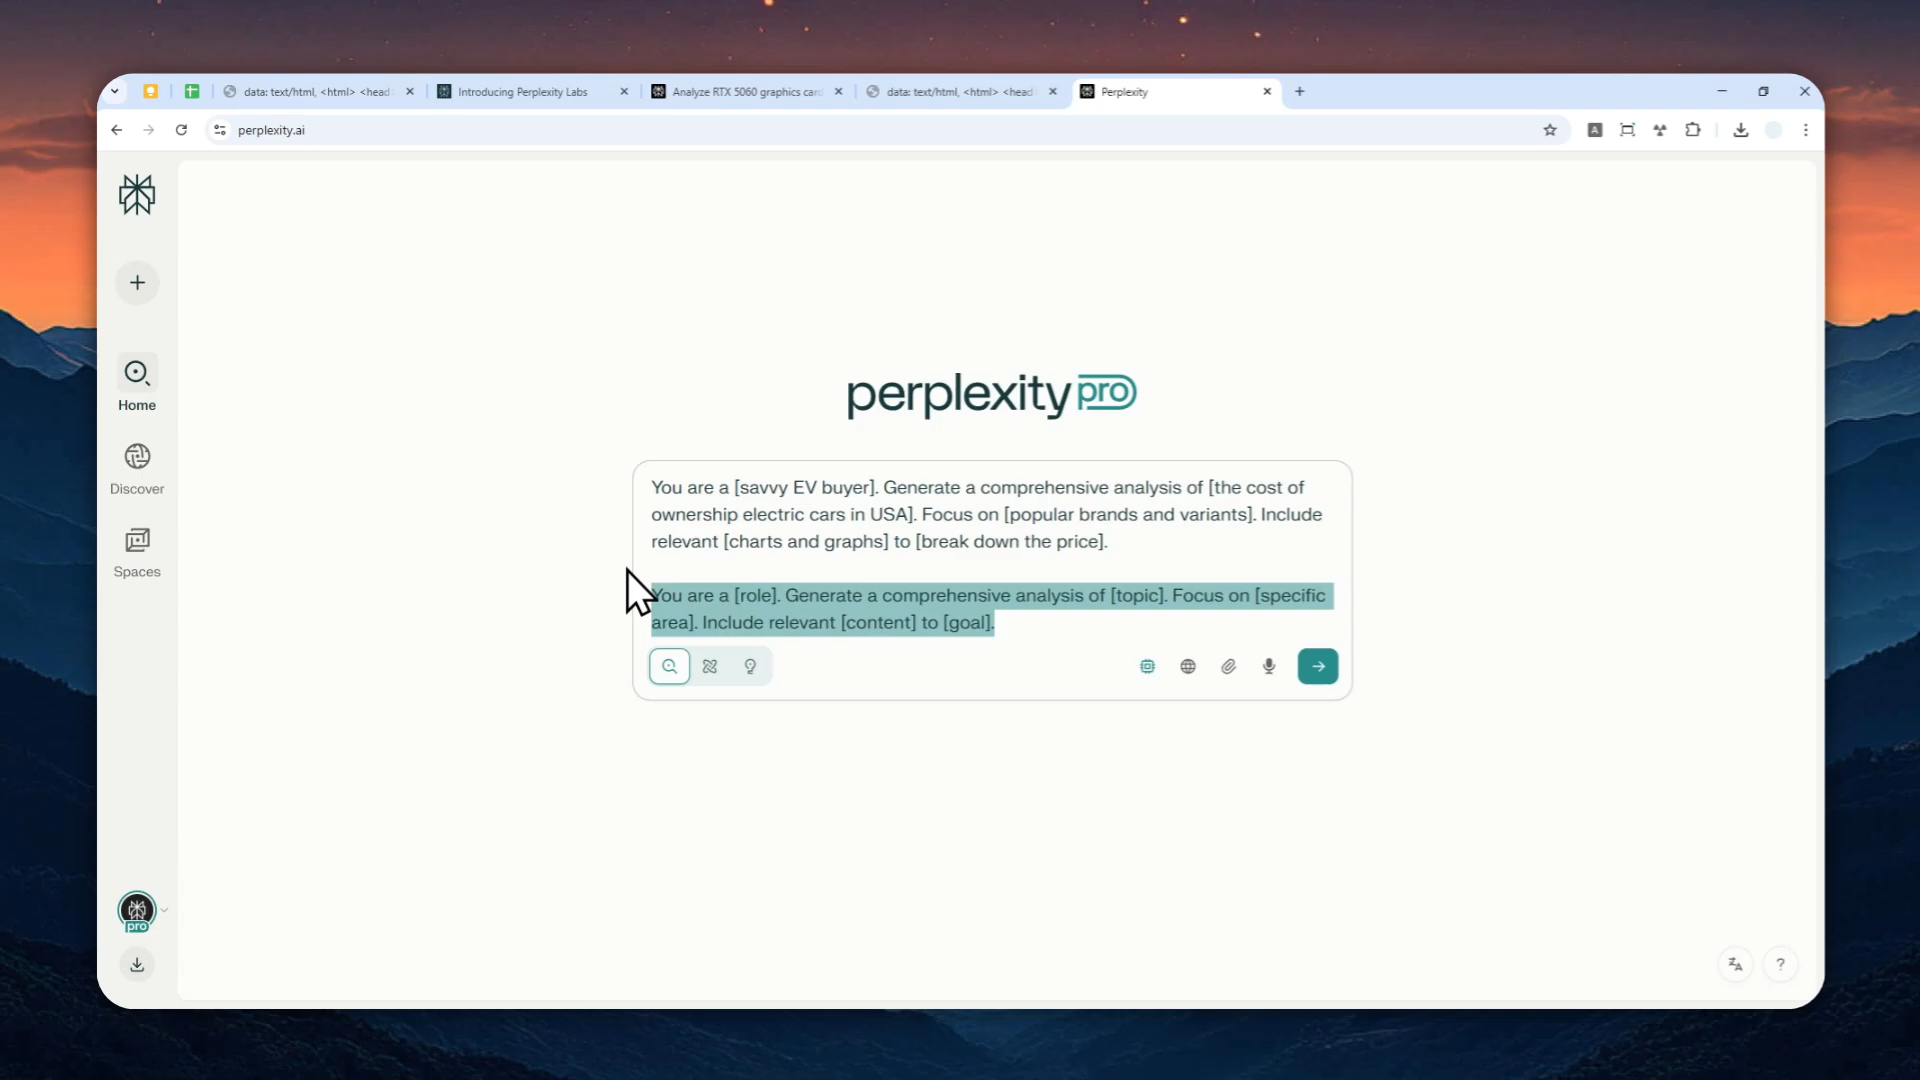 data: text/html, <html> <head
Introducing Perplexity Labs
Analyze RTX 5060 graphics card
data: text/html, <html> <head
Perplexity
perplexity.ai
A
Home
Discover
Spaces
pro
perplexity pro
You are a [savvy EV buyer]. Generate a comprehensive analysis of [the cost of
ownership electric cars in USA]. Focus on [popular brands and variants]. Include
relevant [charts and graphs] to [break down the price].
You are a [role]. Generate a comprehensive analysis of [topic]. Focus on [specific
area]. Include relevant [content] to [goal].
?